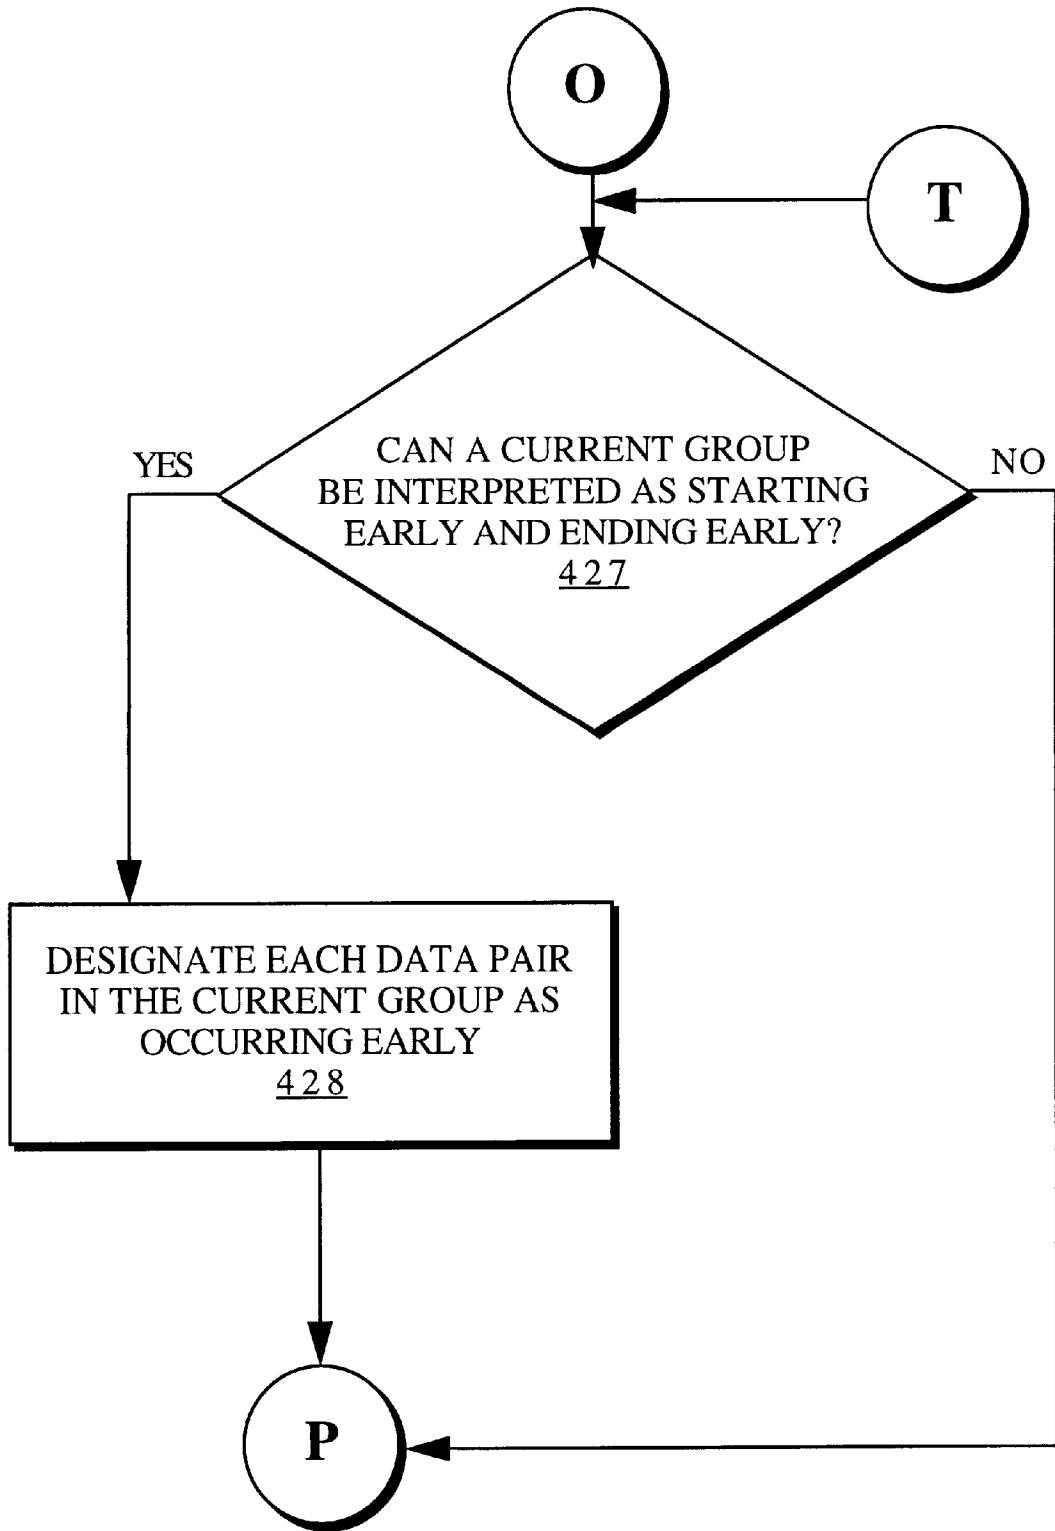 O
T
YES
NO
CAN A CURRENT GROUP
BE INTERPRETED AS STARTING
EARLY AND ENDING EARLY?
427
DESIGNATE EACH DATA PAIR
IN THE CURRENT GROUP AS
OCCURRING EARLY
428
P